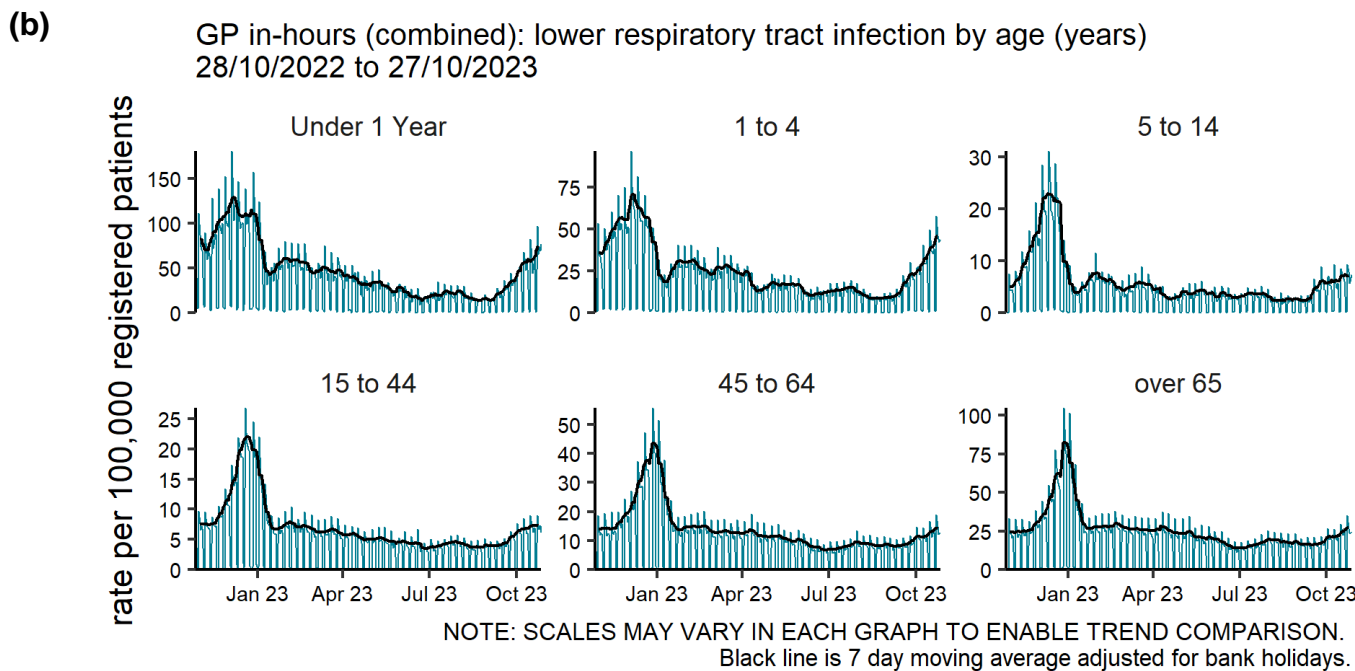 (b)
GP in-hours (combined): lower respiratory tract infection by age (years)
28/10/2022 to 27/10/2023
rate per 100,000 registered patients
Under 1 Year
150
100
50
0
1 to 4
75
50
25
0
5 to 14
30
20
10
0
15 to 44
25
20
15
10
5
0
Jan 23 Apr 23 Jul 23 Oct 23
45 to 64
50
40
30
20
10
0
Jan 23 Apr 23 Jul 23 Oct 23
over 65
100
75
50
25
0
Jan 23 Apr 23 Jul 23 Oct 23
NOTE: SCALES MAY VARY IN EACH GRAPH TO ENABLE TREND COMPARISON.
Black line is 7 day moving average adjusted for bank holidays.